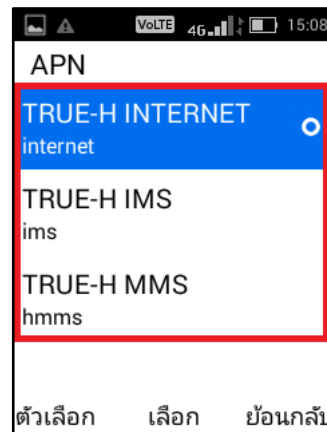 VoLTE 4G 15:08
APN
TRUE-H INTERNET
internet
TRUE-H IMS
ims
TRUE-H MMS
hmms
ตัวเลือก เลือก ย้อนกลับ